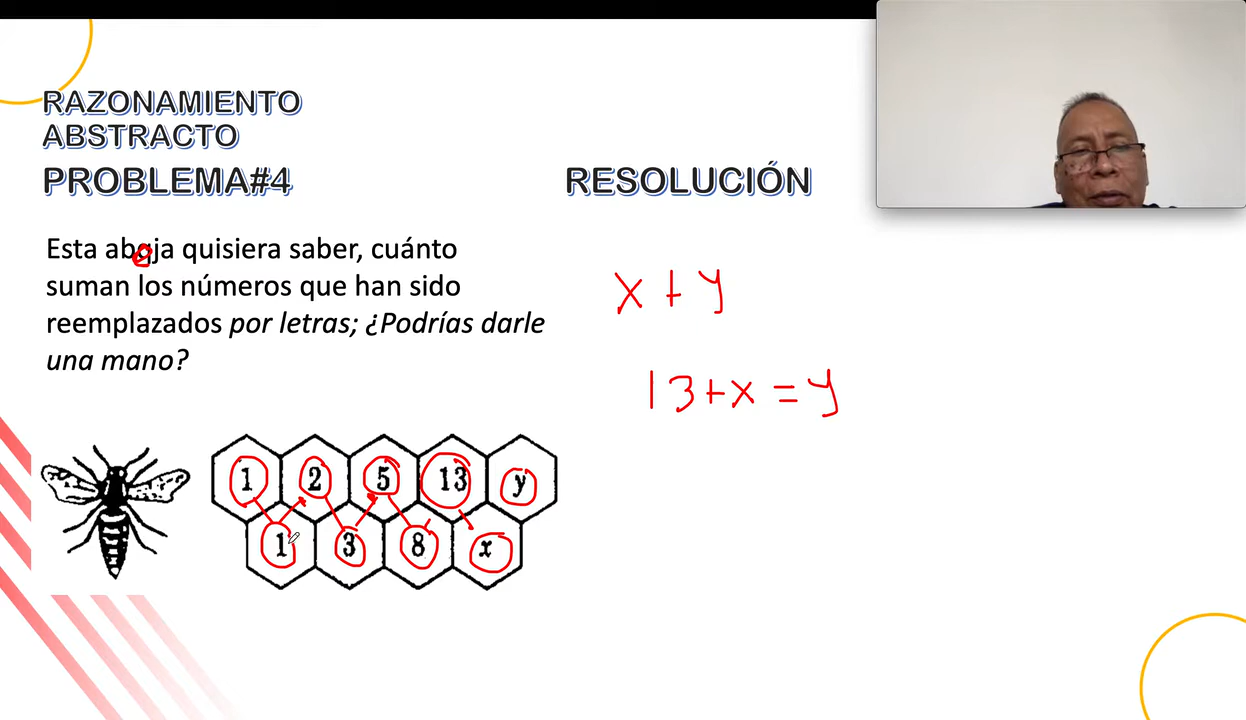 RAZONAMIENTO
ABSTRACTO
PROBLEMA#4
RESOLUCIÓN
Esta abeja quisiera saber, cuánto
suman los números que han sido
reemplazados por letras; ¿Podrías darle
una mano?
x + y
13 + x = y
1 2 5 13 y
1 3 8 x